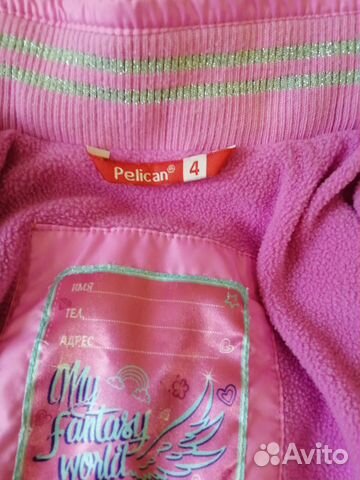 Pelican® 4
ИМЯ
ТЕЛ.
АДРЕС
My
fantasy
world
Avito